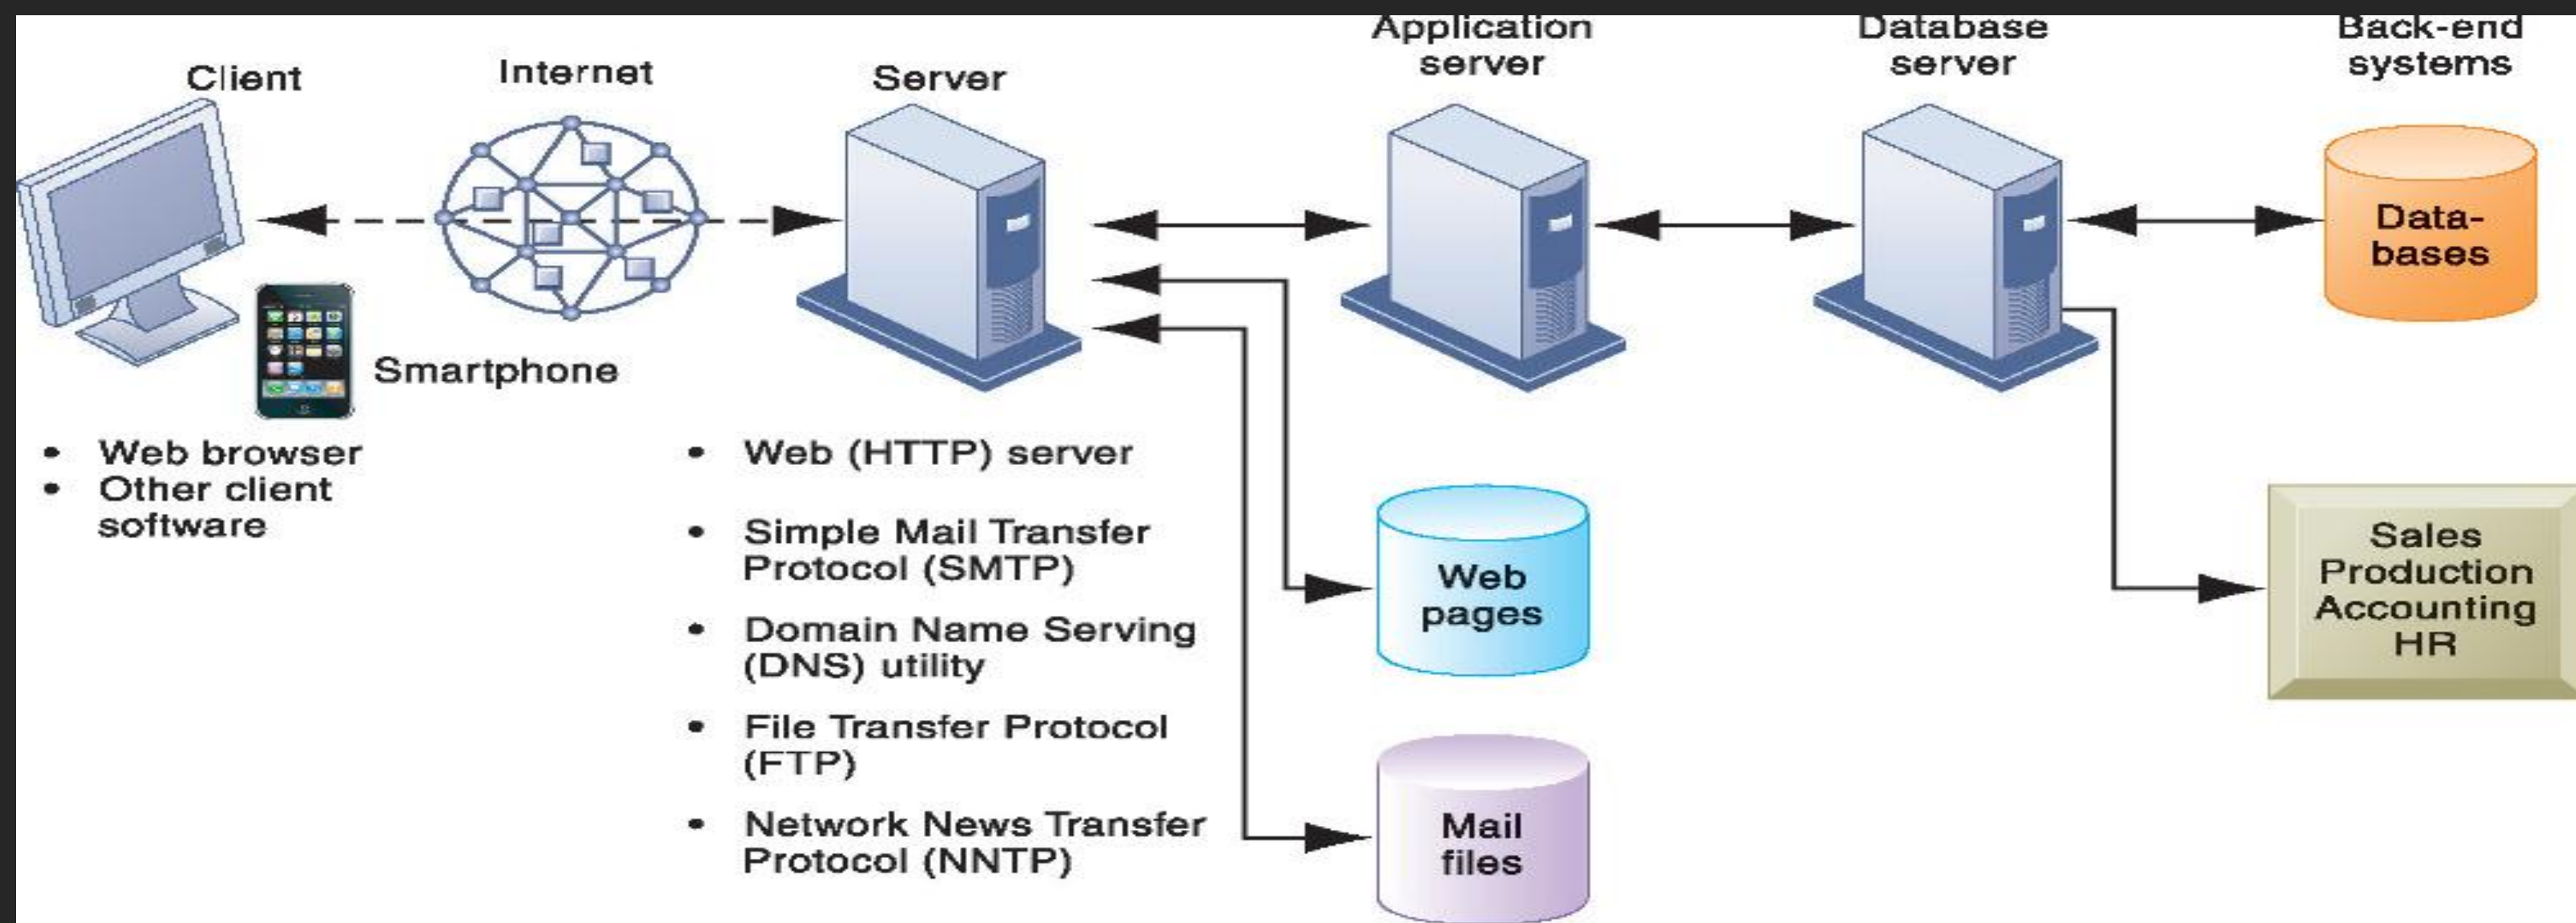 Client
Internet
Server
Application
server
Database
server
Back-end
systems
Smartphone
Data-
bases
• Web browser
• Other client
software
• Web (HTTP) server
• Simple Mail Transfer
Protocol (SMTP)
• Domain Name Serving
(DNS) utility
• File Transfer Protocol
(FTP)
• Network News Transfer
Protocol (NNTP)
Web
pages
Mail
files
Sales
Production
Accounting
HR